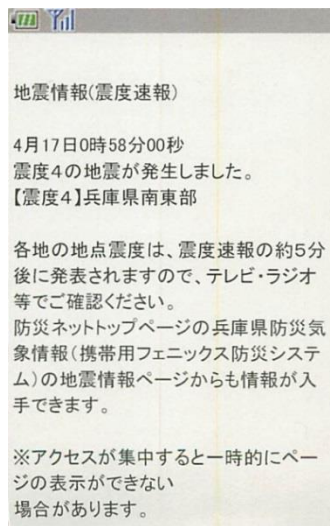 地震情報(震度速報)
4月17日0時58分00秒
震度4の地震が発生しました。
【震度4】兵庫県南東部
各地の地点震度は、震度速報の約5分
後に発表されますので、テレビ・ラジオ
等でご確認ください。
防災ネットトップページの兵庫県防災気
象情報(携帯用フェニックス防災システ
ム)の地震情報ページからも情報が入
手できます。
※アクセスが集中すると一時的にペー
ジの表示ができない
場合があります。